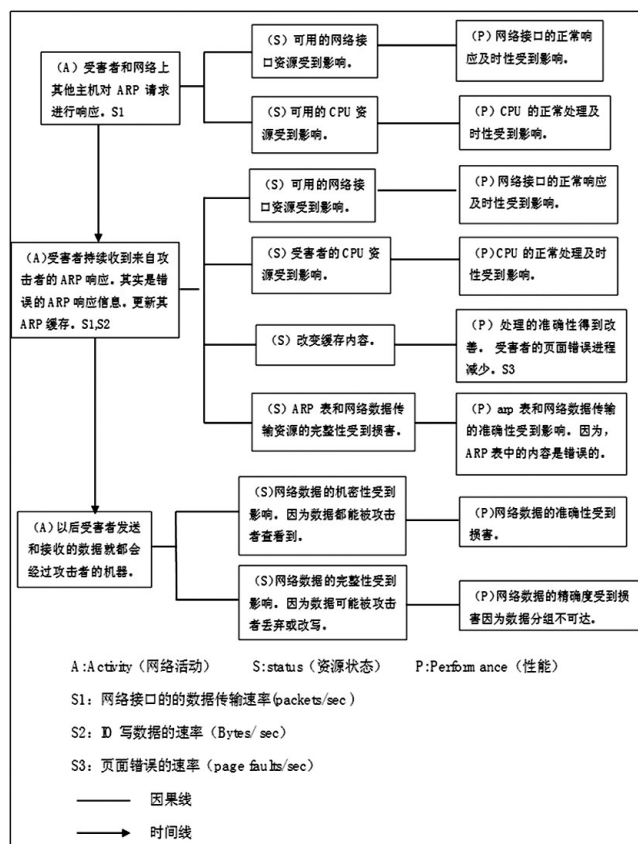 (A) 受害者和网络上
其他主机对 ARP 请求
进行响应。S1
(S) 可用的网络接
口资源受到影响。
(P) 网络接口的正常响
应及时性受到影响。
(S) 可用的 CPU 资
源受到影响。
(P) CPU 的正常处理及
时性受到影响。
(A)受害者持续收到来自攻
击者的ARP 响应。其实是错
误的ARP 响应信息。更新其
ARP 缓存。S1,S2
(S) 可用的网络接
口资源受到影响。
(P) 网络接口的正常响应
及时性受到影响。
(S) 受害者的CPU 资
源受到影响。
(P)CPU 的正常处理及时
性受到影响。
(S) 改变缓存内容。
(P) 处理的准确性得到改
善。 受害者的页面错误进程
减少。S3
(S) ARP 表和网络数据传
输资源的完整性受到损害。
(P) arp 表和网络数据传输
的准确性受到影响。因为，
ARP 表中的内容是错误的。
(A) 以后受害者发送
和接收的数据就都会
经过攻击者的机器。
(S)网络数据的机密性受到
影响。因为数据都能被攻击
者查看到。
(P)网络数据的准确性受到
损害。
(S)网络数据的完整性受到
影响。因为数据可能被攻击
者丢弃或改写。
(P)网络数据的精确度受到损
害因为数据分组不可达。
A:Activity（网络活动） S:status（资源状态） P:Performance（性能）
S1：网络接口的的数据传输速率(packets/sec)
S2：IO 写数据的速率（Bytes/sec）
S3：页面错误的速率（page faults/sec）
因果线
时间线